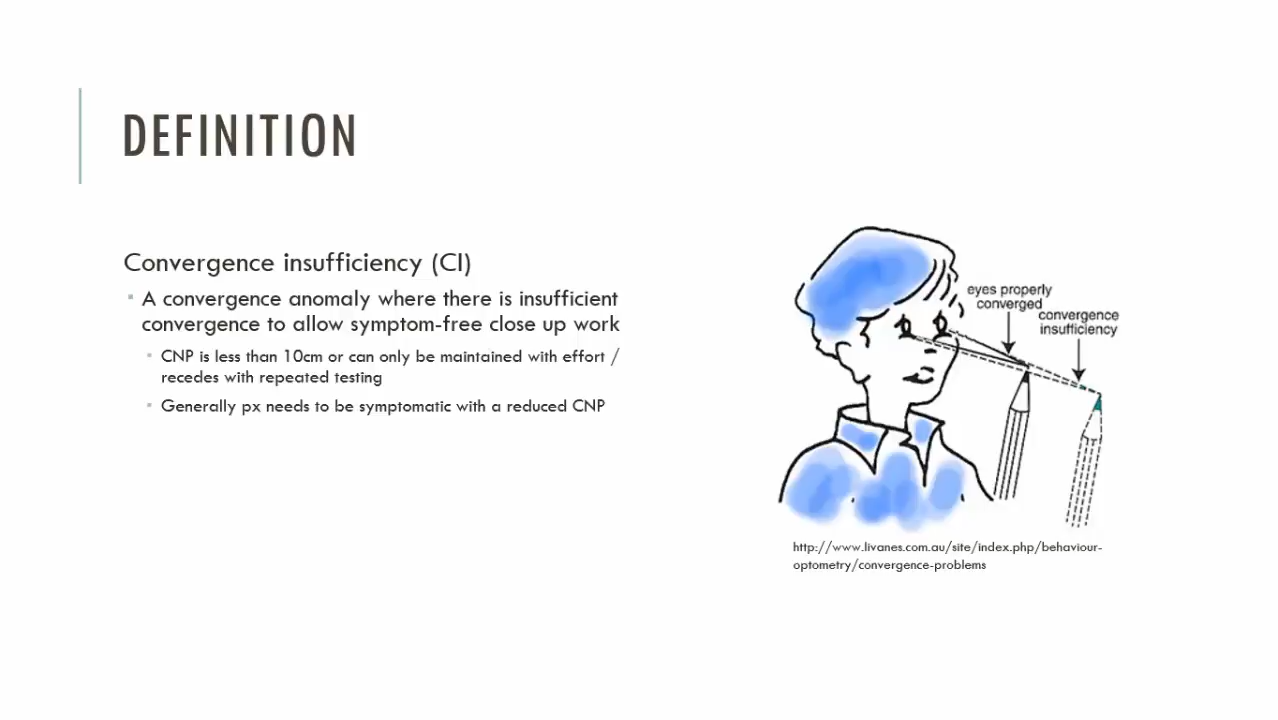 DEFINITION
Convergence insufficiency (CI)
▪ A convergence anomaly where there is insufficient
convergence to allow symptom-free close up work
▪ CNP is less than 10cm or can only be maintained with effort /
recedes with repeated testing
▪ Generally px needs to be symptomatic with a reduced CNP
eyes properly
converged
convergence
insufficiency
http://www.livanes.com.au/site/index.php/behaviour-
optometry/convergence-problems